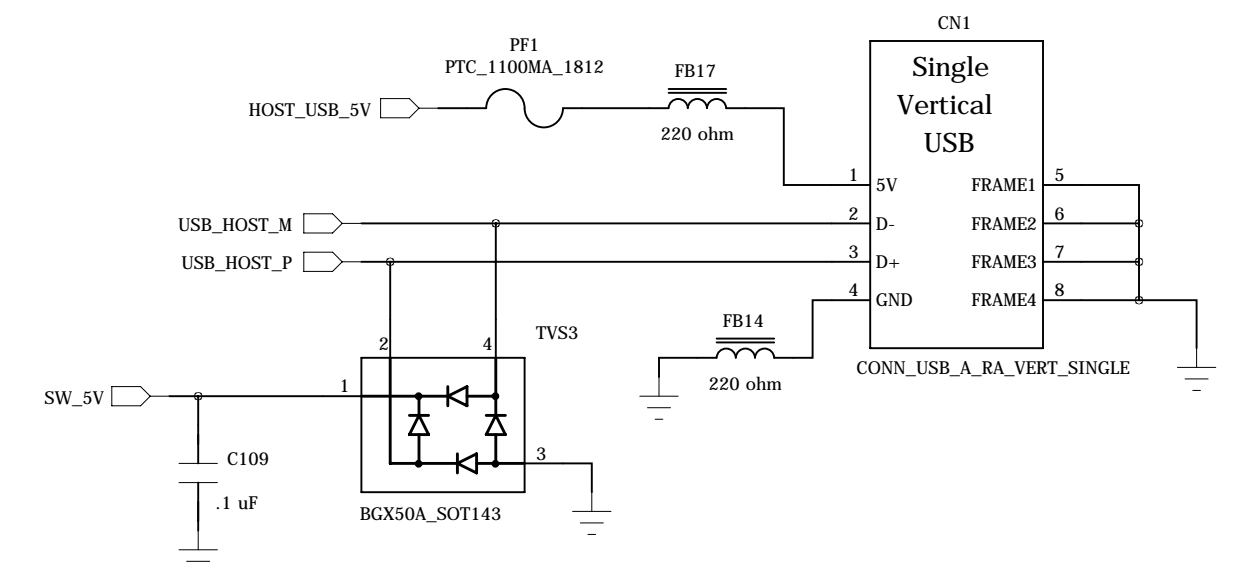 CN1
PF1
PTC_1100MA_1812
FB17
Single
Vertical
USB
HOST_USB_5V
220 ohm
1
5V
FRAME1
5
USB_HOST_M
2
D-
FRAME2
6
USB_HOST_P
3
D+
FRAME3
7
4
GND
FRAME4
8
FB14
2
4
TVS3
220 ohm
CONN_USB_A_RA_VERT_SINGLE
SW_5V
1
C109
3
.1 uF
BGX50A_SOT143